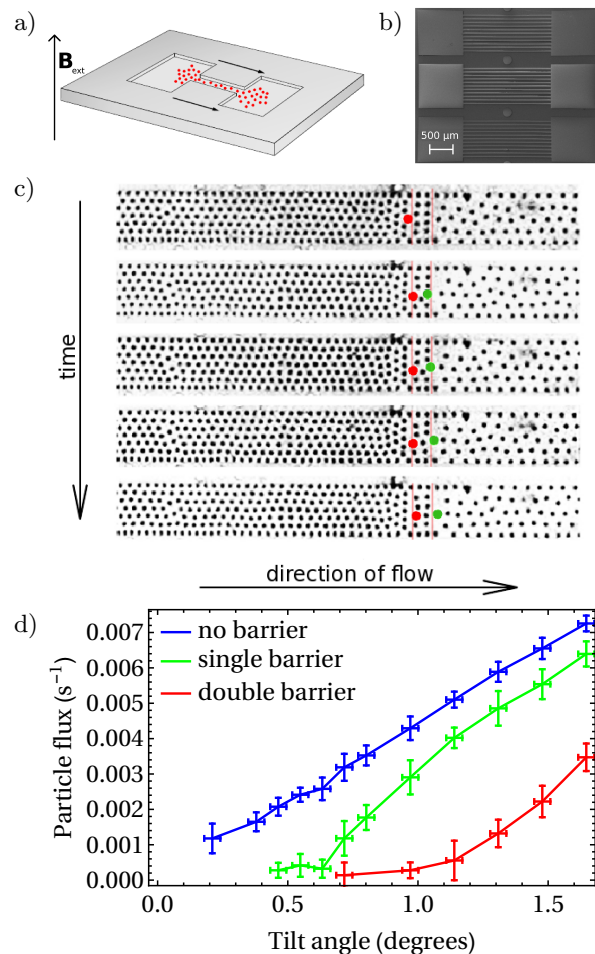 a)
B ext
b)
500 µm
c)
time
direction of flow
d)
no barrier
single barrier
double barrier
Particle flux (s⁻¹)
0.007
0.006
0.005
0.004
0.003
0.002
0.001
0.000
0.0 0.5 1.0 1.5
Tilt angle (degrees)